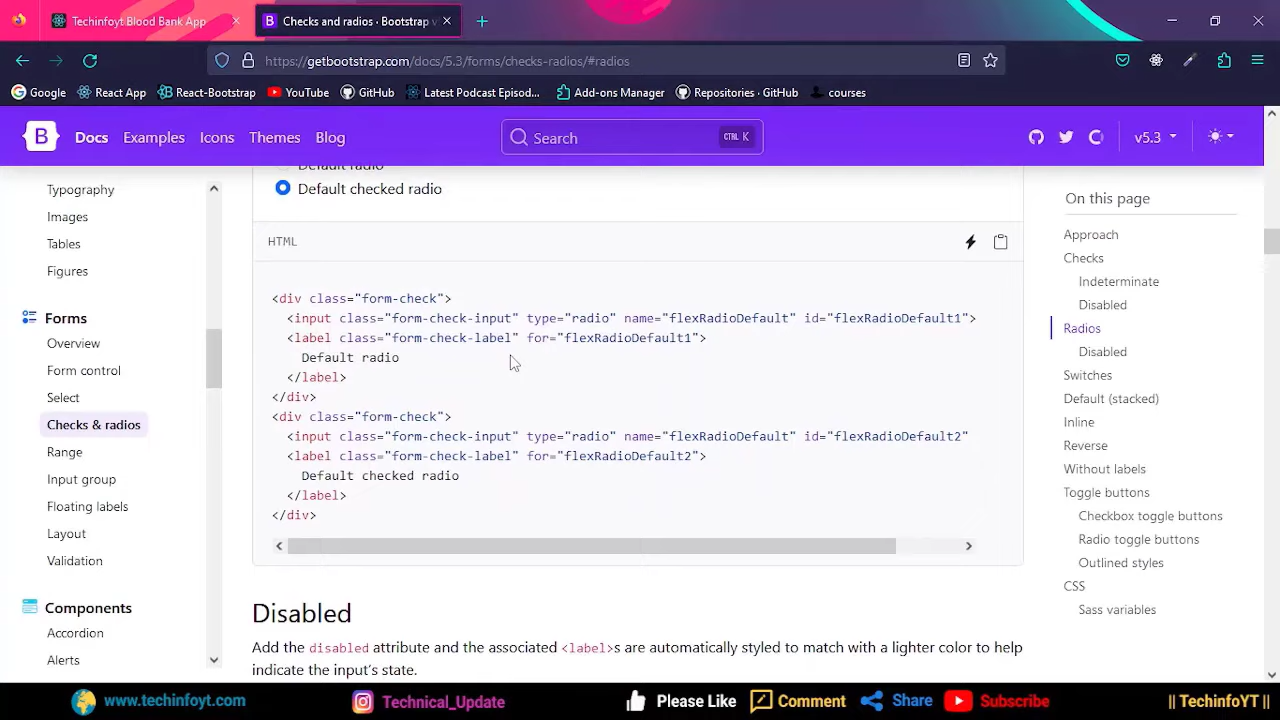 Techinfoyt Blood Bank App
Checks and radios · Bootstrap v
https://getbootstrap.com/docs/5.3/forms/checks-radios/#radios
Google
React App
React-Bootstrap
YouTube
GitHub
Latest Podcast Episod...
Add-ons Manager
Repositories · GitHub
courses
B Docs Examples Icons Themes Blog
Search CTRL K
v5.3
Typography
Images
Tables
Figures
Forms
Overview
Form control
Select
Checks & radios
Range
Input group
Floating labels
Layout
Validation
Components
Accordion
Alerts
Default radio
Default checked radio
HTML
<div class="form-check">
<input class="form-check-input" type="radio" name="flexRadioDefault" id="flexRadioDefault1">
<label class="form-check-label" for="flexRadioDefault1">
Default radio
</label>
</div>
<div class="form-check">
<input class="form-check-input" type="radio" name="flexRadioDefault" id="flexRadioDefault2"
<label class="form-check-label" for="flexRadioDefault2">
Default checked radio
</label>
</div>
Disabled
Add the disabled attribute and the associated <label>s are automatically styled to match with a lighter color to help
indicate the input's state.
On this page
Approach
Checks
Indeterminate
Disabled
Radios
Disabled
Switches
Default (stacked)
Inline
Reverse
Without labels
Toggle buttons
Checkbox toggle buttons
Radio toggle buttons
Outlined styles
CSS
Sass variables
www.techinfoyt.com
Technical_Update
Please Like
Comment
Share
Subscribe
|| TechinfoYT ||